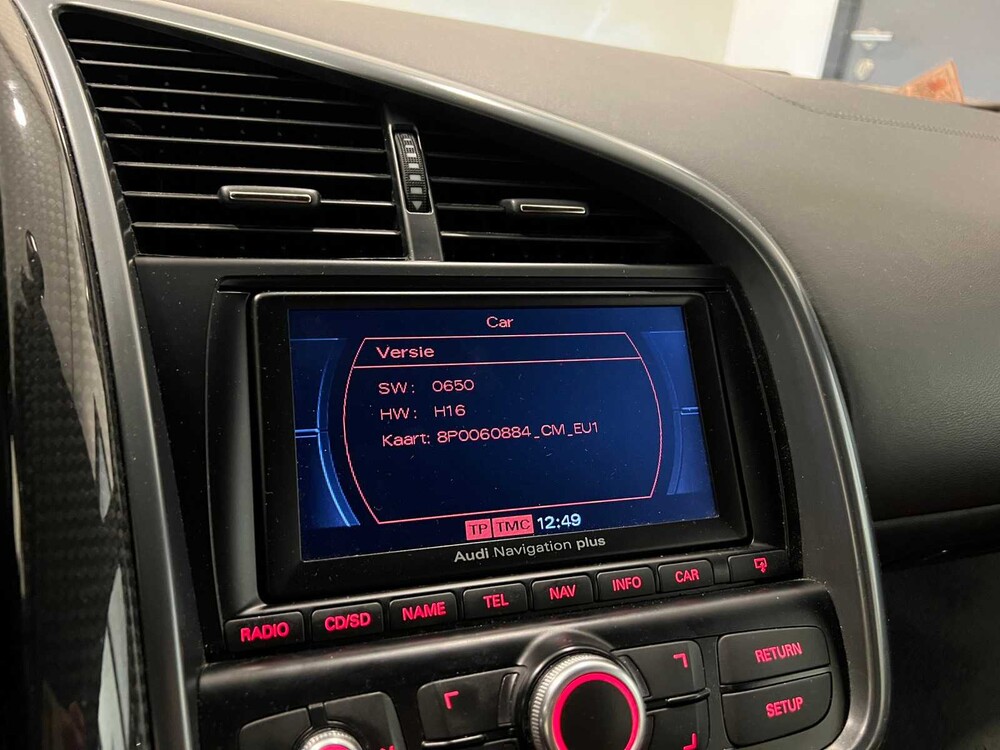 Car
Versie
SW: 0650
HW: H16
Kaart: 8P0060884_CM_EU1
TP TMC 12:49
Audi Navigation plus
RADIO CD/SD NAME TEL NAV INFO CAR
RETURN
SETUP